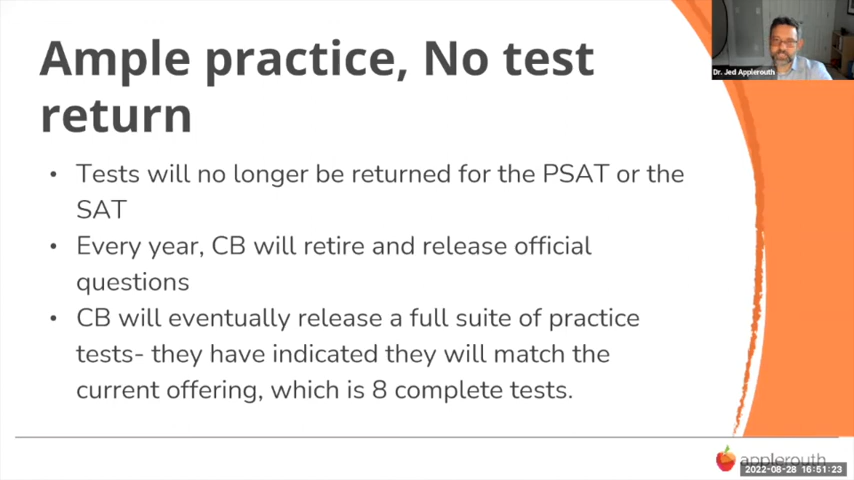 Ample practice, No test
return
Dr. Jed Applerouth
• Tests will no longer be returned for the PSAT or the
SAT
• Every year, CB will retire and release official
questions
• CB will eventually release a full suite of practice
tests- they have indicated they will match the
current offering, which is 8 complete tests.
applerouth
2022-08-28 16:51:23